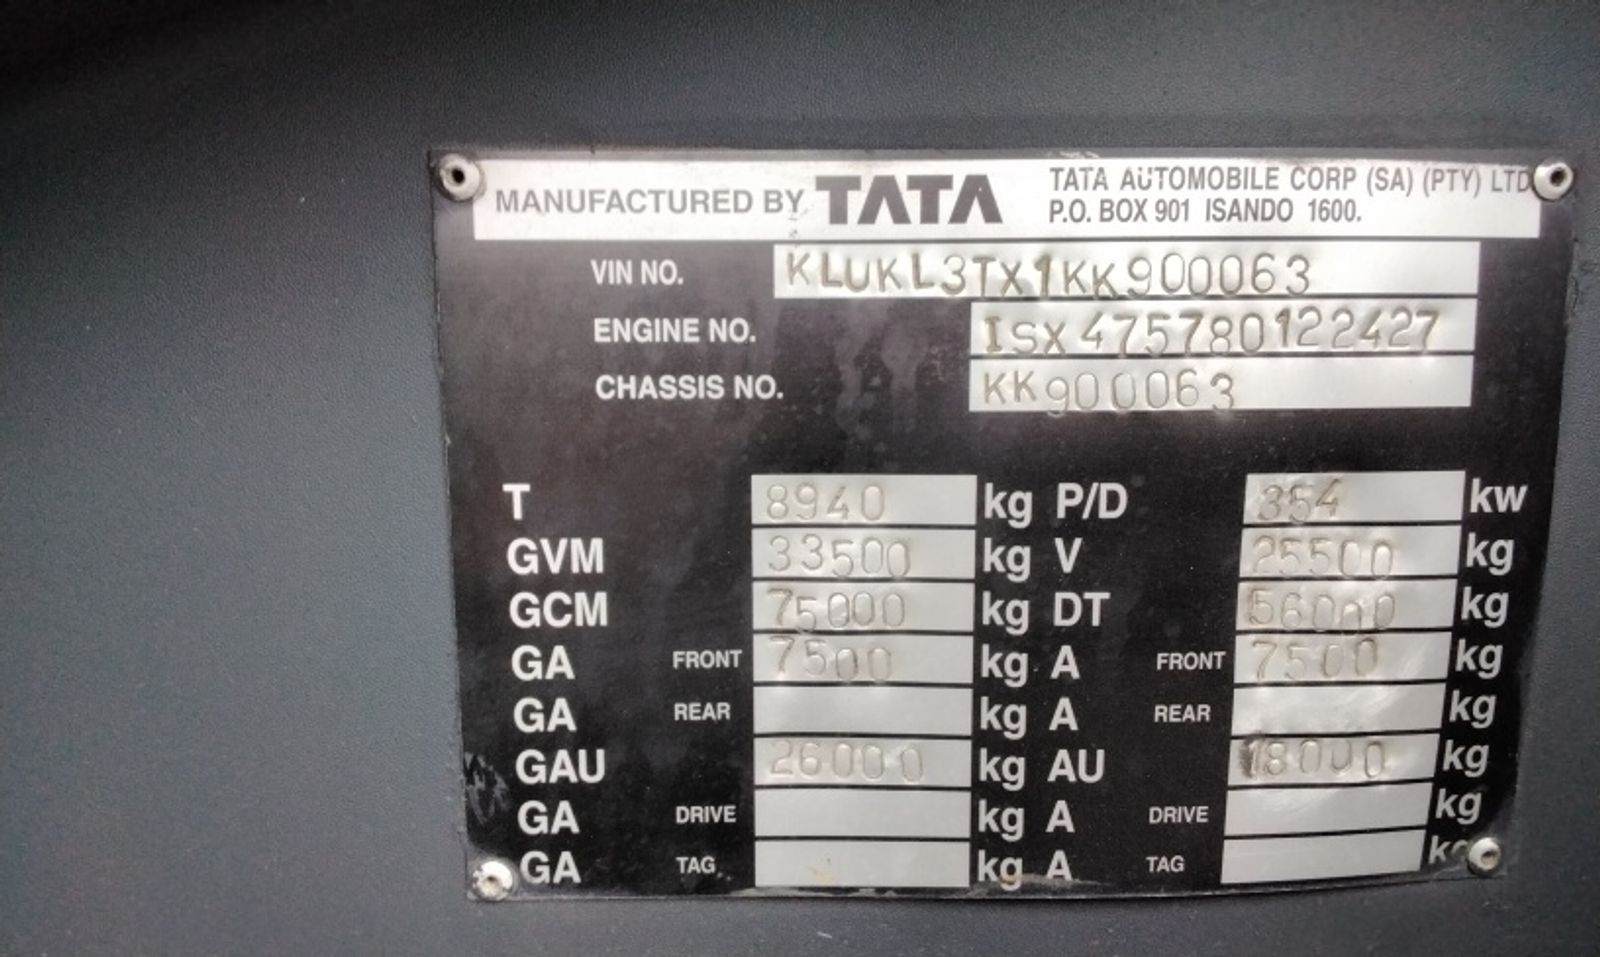 MANUFACTURED BY TATA TATA AUTOMOBILE CORP (SA) (PTY) LTD
P.O. BOX 901 ISANDO 1600.
VIN NO. KLUKL3TX1KK900063
ENGINE NO. ISX475780122427
CHASSIS NO. KK900063
T 8940 kg P/D 354 kw
GVM 33500 kg V 25500 kg
GCM 75000 kg DT 56000 kg
GA FRONT 7500 kg A FRONT 7500 kg
GA REAR kg A REAR kg
GAU 26000 kg AU 18000 kg
GA DRIVE kg A DRIVE kg
GA TAG kg A TAG kg